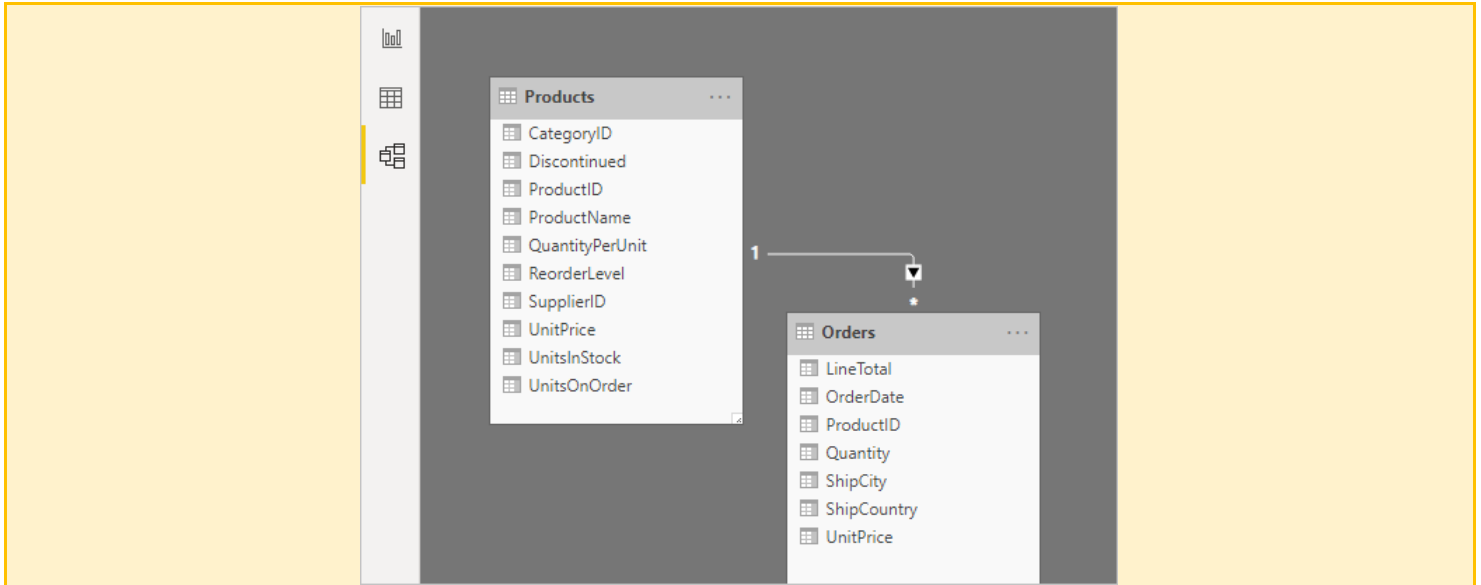 Products
CategoryID
Discontinued
ProductID
ProductName
QuantityPerUnit
ReorderLevel
SupplierID
UnitPrice
UnitsInStock
UnitsOnOrder
1
*
Orders
LineTotal
OrderDate
ProductID
Quantity
ShipCity
ShipCountry
UnitPrice